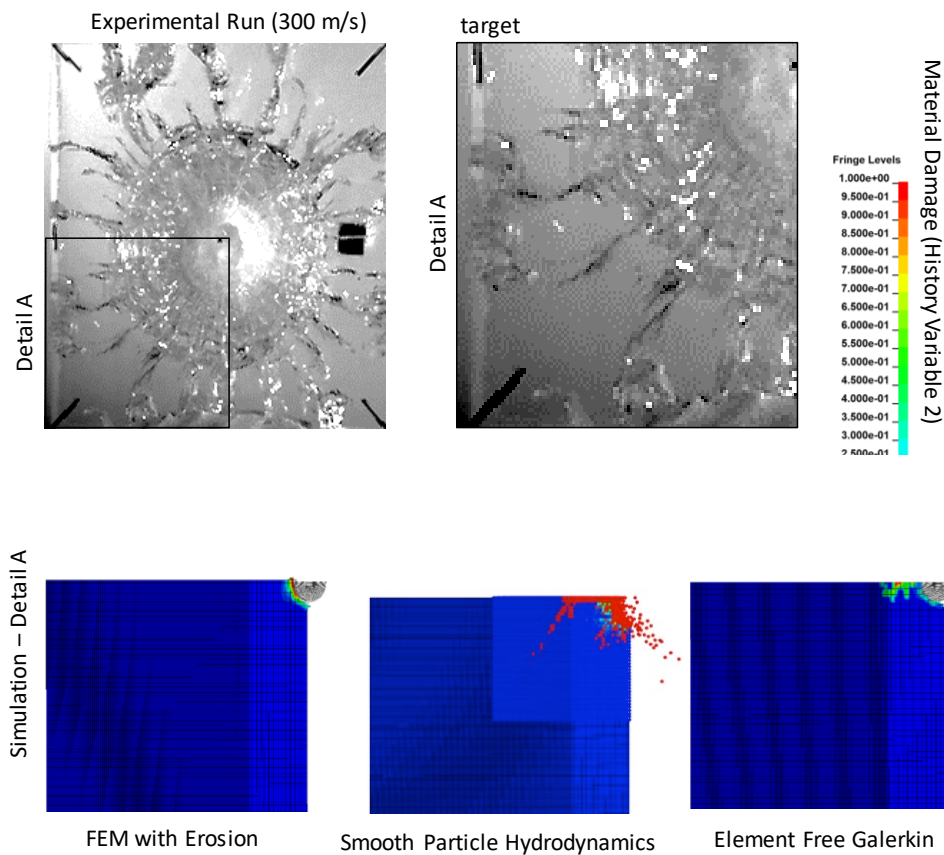 Experimental Run (300 m/s)
target
Detail A
Detail A
Material Damage (History Variable 2)
Fringe Levels
1.000e+00
9.500e-01
9.000e-01
8.500e-01
8.000e-01
7.500e-01
7.000e-01
6.500e-01
6.000e-01
5.500e-01
5.000e-01
4.500e-01
4.000e-01
3.500e-01
3.000e-01
2.500e-01
Simulation – Detail A
FEM with Erosion
Smooth Particle Hydrodynamics
Element Free Galerkin